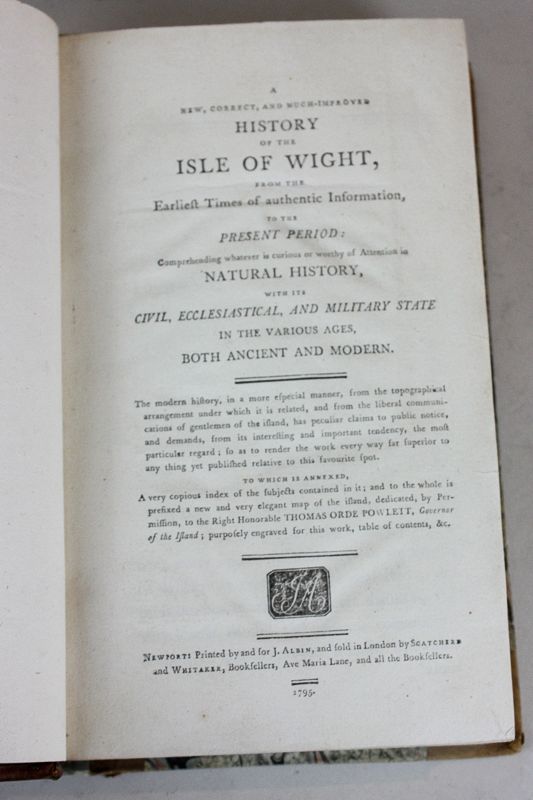 A
NEW, CORRECT, AND MUCH-IMPROVED
HISTORY
OF THE
ISLE OF WIGHT,
FROM THE
Earlieſt Times of authentic Information,
TO THE
PRESENT PERIOD:
Comprehending whatever is curious or worthy of Attention in
NATURAL HISTORY,
WITH ITS
CIVIL, ECCLESIASTICAL, AND MILITARY STATE
IN THE VARIOUS AGES,
BOTH ANCIENT AND MODERN.
The modern hiſtory, in a more eſpecial manner, from the topographical
arrangement under which it is related, and from the liberal communi-
cations of gentlemen of the iſland, has peculiar claims to public notice,
and demands, from its intereſting and important tendency, the moſt
particular regard; ſo as to render the work every way far ſuperior to
any thing yet publiſhed relative to this favourite ſpot.
TO WHICH IS ANNEXED,
A very copious index of the ſubjects contained in it; and to the whole is
prefixed a new and very elegant map of the iſland, dedicated, by Per-
miſſion, to the Right Honorable THOMAS ORDE POWLETT, Governor
of the Iſland; purpoſely engraved for this work, table of contents, &c.
NEWPORT: Printed by and for J. ALBIN, and ſold in London by SCATCHERD
and WHITAKER, Bookſellers, Ave Maria Lane, and all the Bookſellers.
1795.